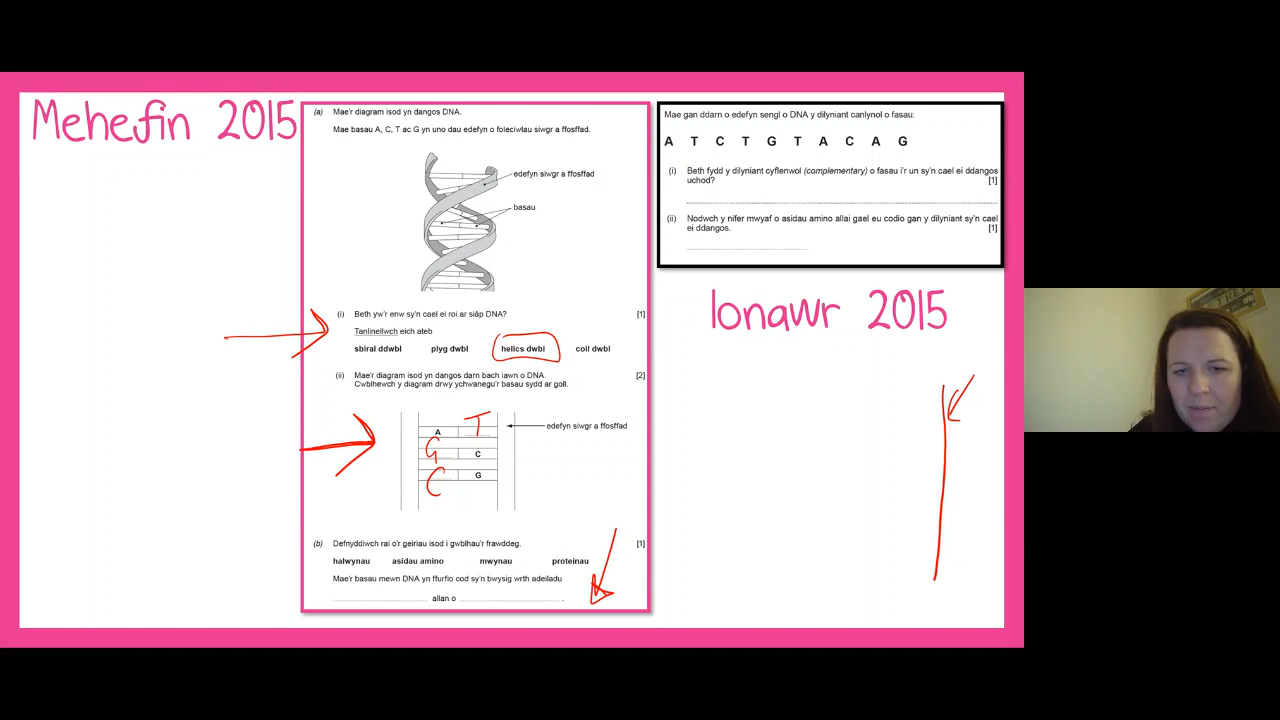 Mehefin 2015
(a) Mae'r diagram isod yn dangos DNA.
Mae basau A, C, T ac G yn uno dau edefyn o foleciwlau siwgr a ffosffad.
edefyn siwgr a ffosffad
basau
(i) Beth yw'r enw sy'n cael ei roi ar siâp DNA? [1]
Tanlinellwch eich ateb
sbiral ddwbl plyg dwbl helics dwbl coil dwbl
(ii) Mae'r diagram isod yn dangos darn bach iawn o DNA. [2]
Cwblhewch y diagram drwy ychwanegu'r basau sydd ar goll.
A T
edefyn siwgr a ffosffad
G C
C G
(b) Defnyddiwch rai o'r geiriau isod i gwblhau'r frawddeg. [1]
halwynau asidau amino mwynau proteinau
Mae'r basau mewn DNA yn ffurfio cod sy'n bwysig wrth adeiladu
allan o .
Mae gan ddarn o edefyn sengl o DNA y dilyniant canlynol o fasau:
A T C T G T A C A G
(i) Beth fydd y dilyniant cyflenwol (complementary) o fasau i'r un sy'n cael ei ddangos
uchod? [1]
(ii) Nodwch y nifer mwyaf o asidau amino allai gael eu codio gan y dilyniant sy'n cael
ei ddangos. [1]
Ionawr 2015